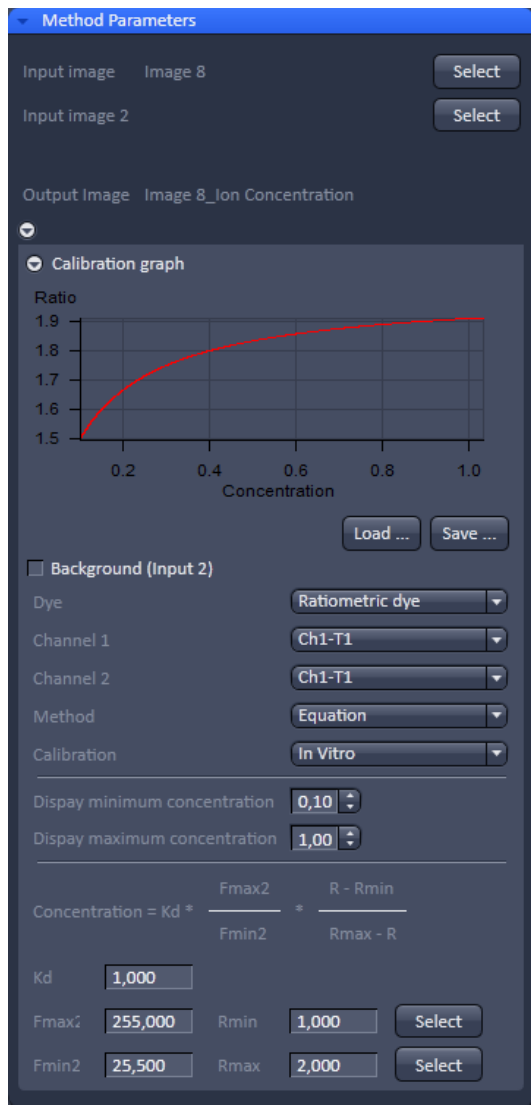 Method Parameters
Input image Image 8 Select
Input image 2 Select
Output Image Image 8_Ion Concentration
Calibration graph
Ratio
1.9
1.8
1.7
1.6
1.5
0.2 0.4 0.6 0.8 1.0
Concentration
Load ... Save ...
Background (Input 2)
Dye Ratiometric dye
Channel 1 Ch1-T1
Channel 2 Ch1-T1
Method Equation
Calibration In Vitro
Dispay minimum concentration 0,10
Dispay maximum concentration 1,00
Fmax2 R - Rmin
Concentration = Kd * *
Fmin2 Rmax - R
Kd 1,000
Fmax2 255,000 Rmin 1,000 Select
Fmin2 25,500 Rmax 2,000 Select